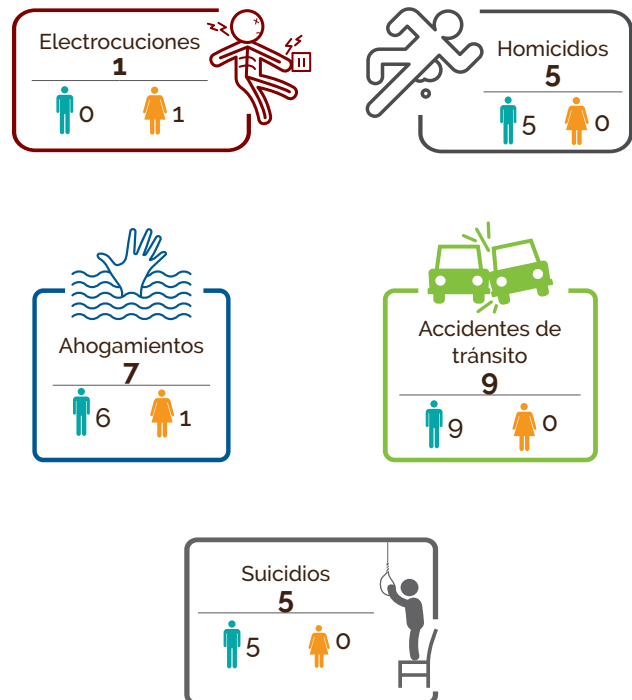 Electrocuciones
1
0 1
Homicidios
5
5 0
Ahogamientos
7
6 1
Accidentes de
tránsito
9
9 0
Suicidios
5
5 0